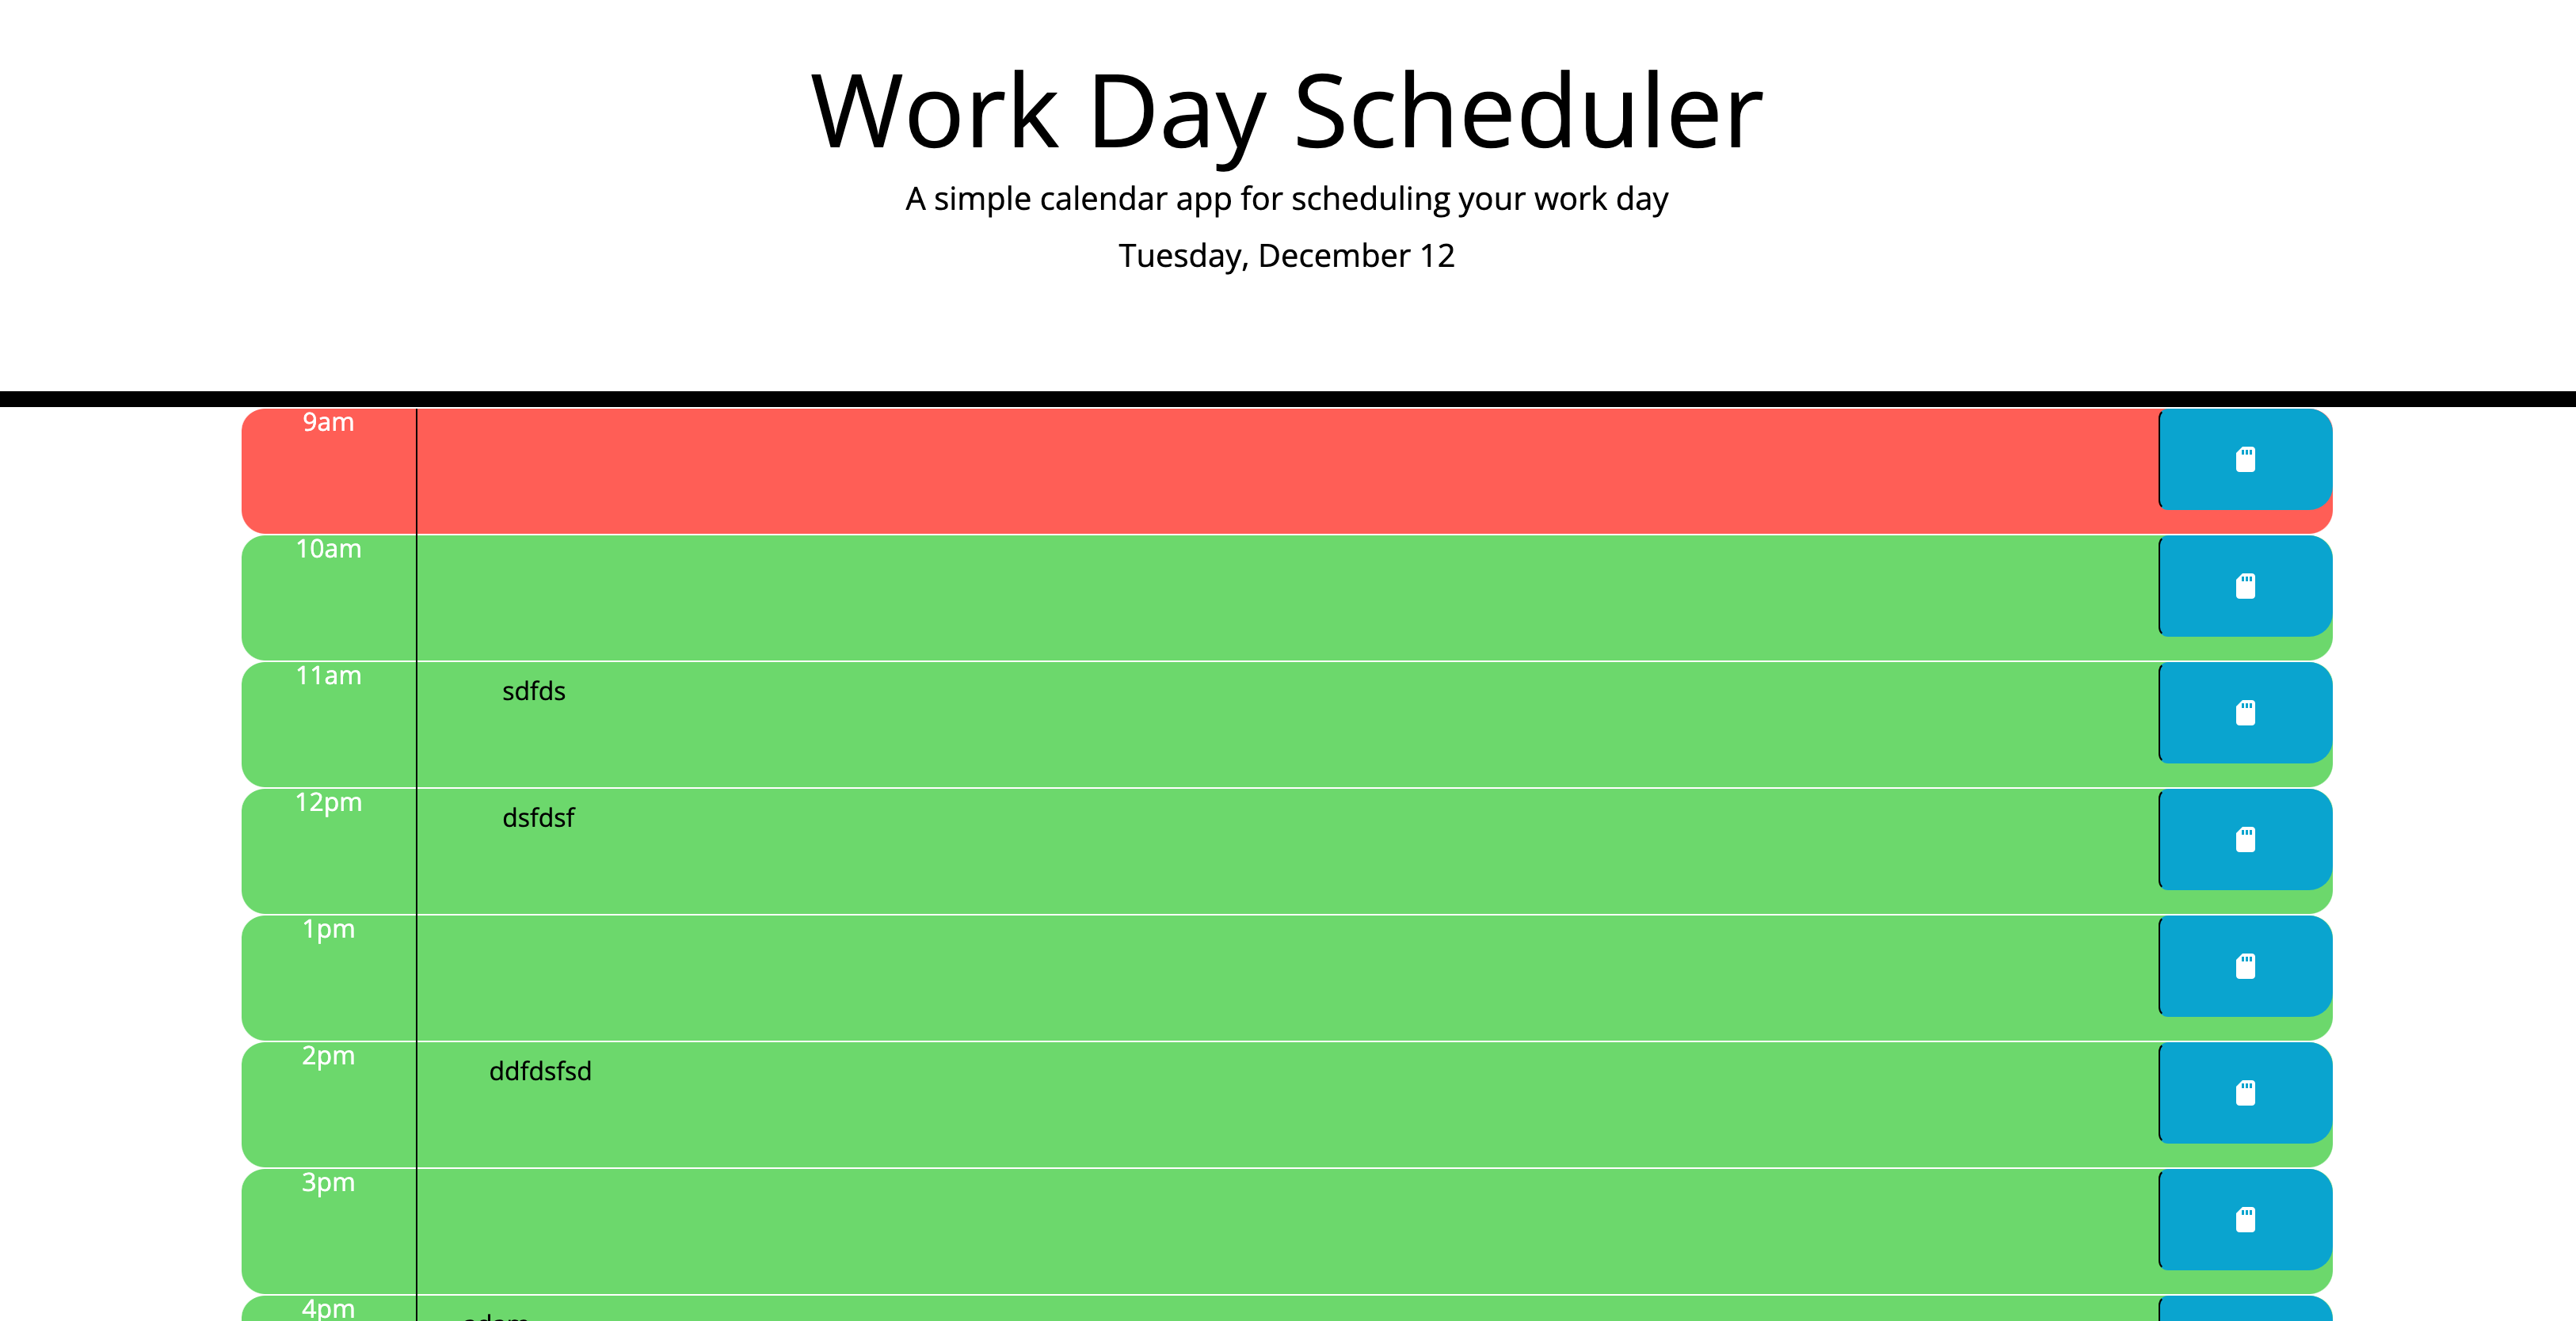 Work Day Scheduler
A simple calendar app for scheduling your work day
Tuesday, December 12
9am
10am
11am sdfds
12pm dsfdsf
1pm
2pm ddfdsfsd
3pm
4pm